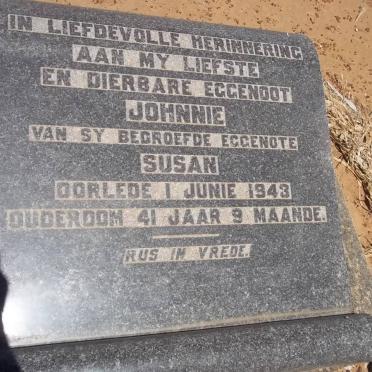 IN LIEFDEVOLLE HERINNERING
AAN MY LIEFSTE
EN DIERBARE EGGENOOT
JOHNNIE
VAN SY BEGROEFDE EGGENOTE
SUSAN
OORLEDE 1 JUNIE 1943
OUDERDOM 41 JAAR 9 MAANDE.
RUS IN VREDE.